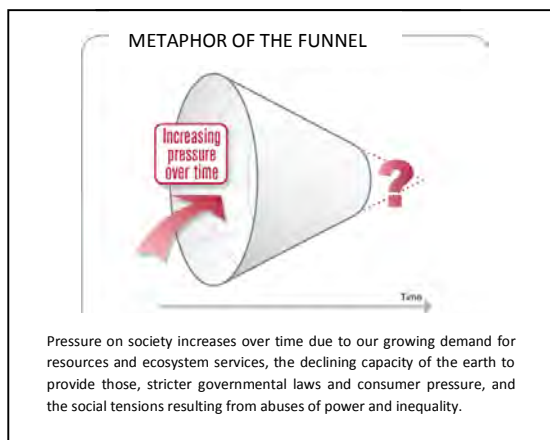 METAPHOR OF THE FUNNEL
Increasing
pressure
over time
?
Time
Pressure on society increases over time due to our growing demand for
resources and ecosystem services, the declining capacity of the earth to
provide those, stricter governmental laws and consumer pressure, and
the social tensions resulting from abuses of power and inequality.